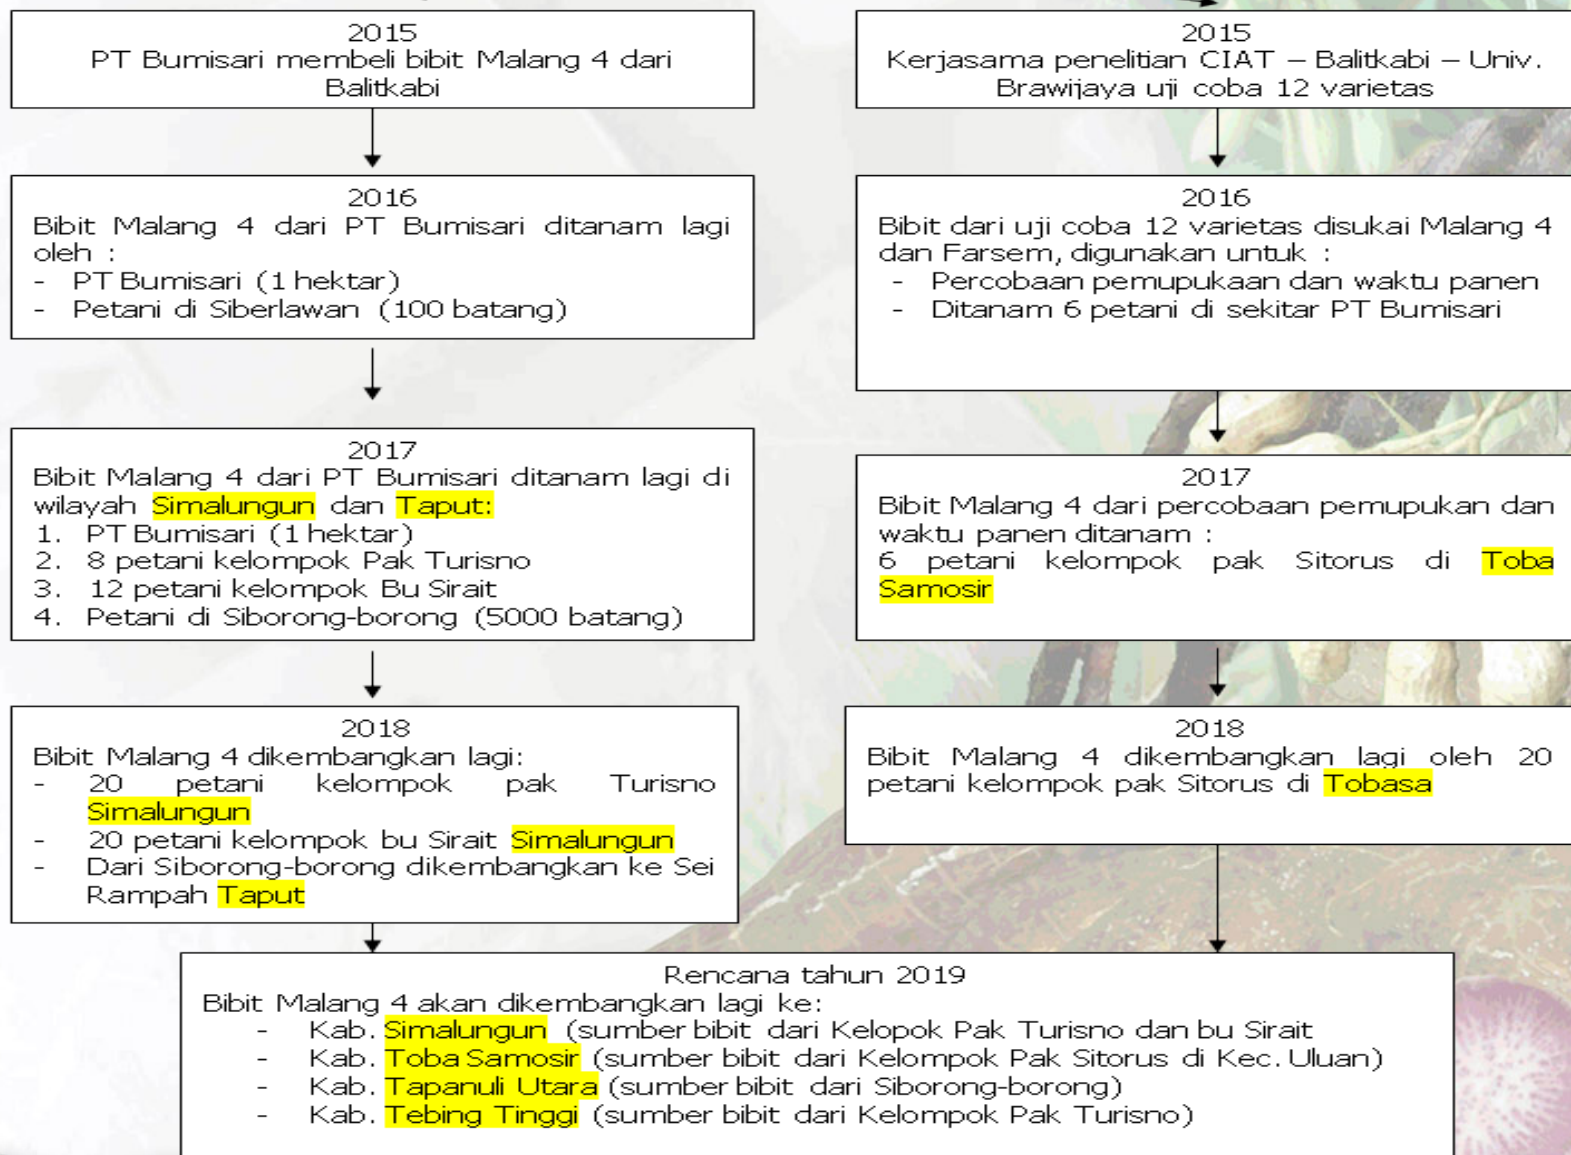 2015
PT Bumisari membeli bibit Malang 4 dari
Balitkabi
2016
Bibit Malang 4 dari PT Bumisari ditanam lagi
oleh :
- PT Bumisari (1 hektar)
- Petani di Siberlawan (100 batang)
2017
Bibit Malang 4 dari PT Bumisari ditanam lagi di
wilayah Simalungun dan Taput:
1. PT Bumisari (1 hektar)
2. 8 petani kelompok Pak Turisno
3. 12 petani kelompok Bu Sirait
4. Petani di Siborong-borong (5000 batang)
2018
Bibit Malang 4 dikembangkan lagi:
- 20 petani kelompok pak Turisno
Simalungun
- 20 petani kelompok bu Sirait Simalungun
- Dari Siborong-borong dikembangkan ke Sei
Rampah Taput
2015
Kerjasama penelitian CIAT – Balitkabi – Univ.
Brawijaya uji coba 12 varietas
2016
Bibit dari uji coba 12 varietas disukai Malang 4
dan Farsem, digunakan untuk :
- Percobaan pemupukaan dan waktu panen
- Ditanam 6 petani di sekitar PT Bumisari
2017
Bibit Malang 4 dari percobaan pemupukan dan
waktu panen ditanam :
6 petani kelompok pak Sitorus di Toba
Samosir
2018
Bibit Malang 4 dikembangkan lagi oleh 20
petani kelompok pak Sitorus di Tobasa
Rencana tahun 2019
Bibit Malang 4 akan dikembangkan lagi ke:
- Kab. Simalungun (sumber bibit dari Kelopok Pak Turisno dan bu Sirait
- Kab. Toba Samosir (sumber bibit dari Kelompok Pak Sitorus di Kec. Uluan)
- Kab. Tapanuli Utara (sumber bibit dari Siborong-borong)
- Kab. Tebing Tinggi (sumber bibit dari Kelompok Pak Turisno)